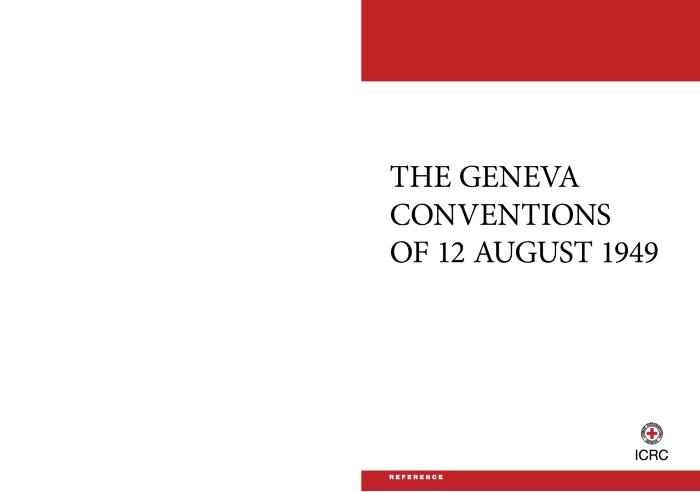 THE GENEVA
CONVENTIONS
OF 12 AUGUST 1949
ICRC
REFERENCE